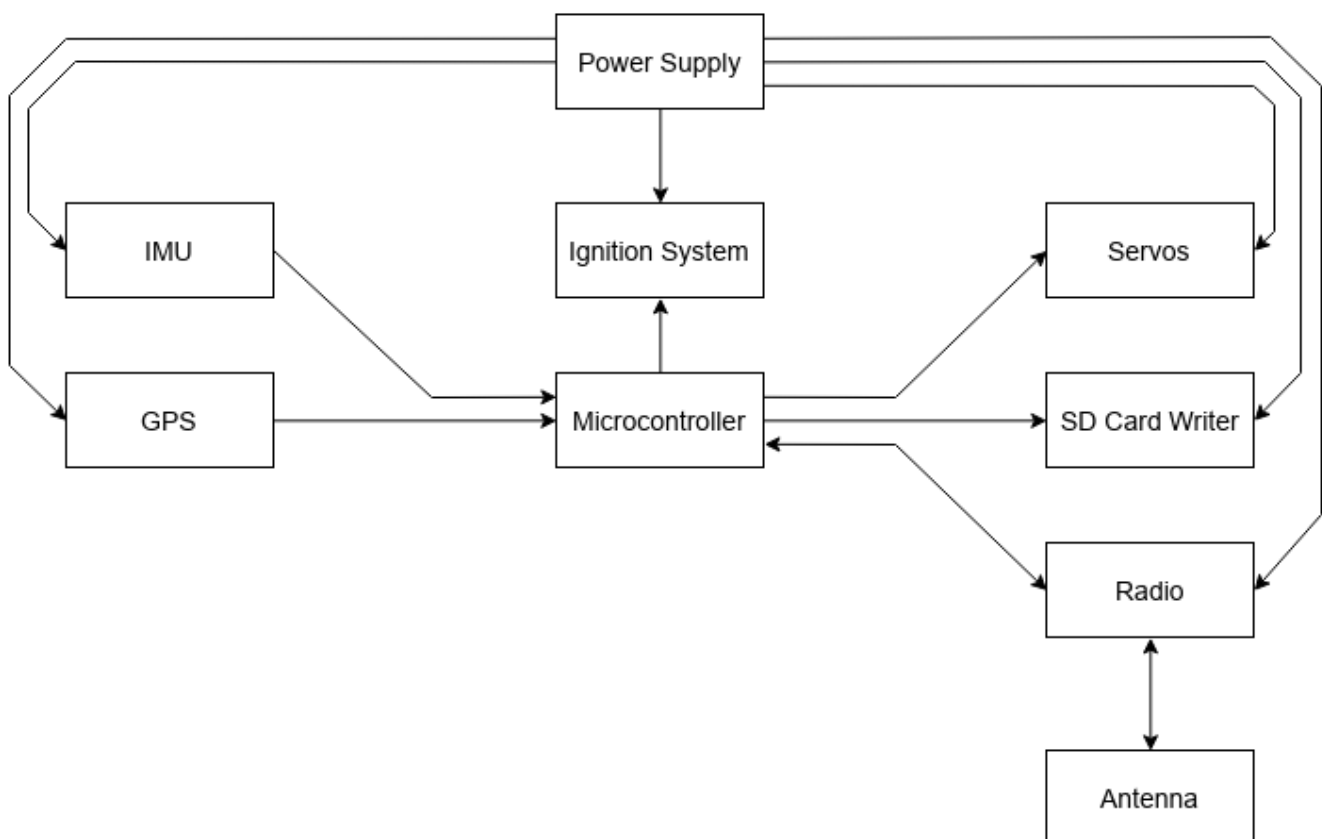 Power Supply
IMU
Ignition System
Servos
GPS
Microcontroller
SD Card Writer
Radio
Antenna